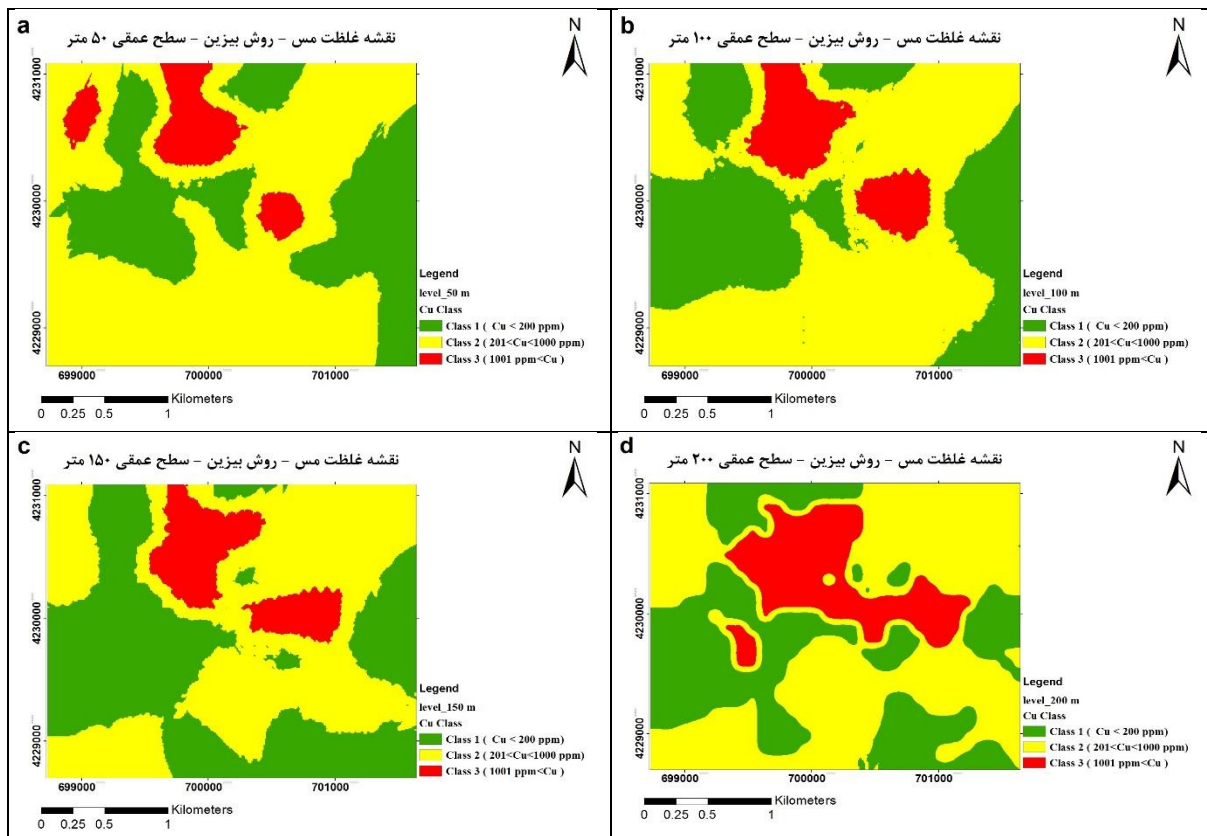 a
نقشه غلظت مس - روش بیزین - سطح عمقی ۵۰ متر
N
4231000
4230000
4229000
699000
700000
701000
Legend
level_50 m
Cu Class
Class 1 ( Cu < 200 ppm)
Class 2 (201<Cu<1000 ppm)
Class 3 (1001 ppm<Cu )
Kilometers
0 0.25 0.5 1
b
نقشه غلظت مس - روش بیزین - سطح عمقی ۱۰۰ متر
N
4231000
4230000
4229000
699000
700000
701000
Legend
level_100 m
Cu Class
Class 1 ( Cu < 200 ppm)
Class 2 (201<Cu<1000 ppm)
Class 3 (1001 ppm<Cu )
Kilometers
0 0.25 0.5 1
c
نقشه غلظت مس - روش بیزین - سطح عمقی ۱۵۰ متر
N
4231000
4230000
4229000
699000
700000
701000
Legend
level_150 m
Cu Class
Class 1 ( Cu < 200 ppm)
Class 2 (201<Cu<1000 ppm)
Class 3 (1001 ppm<Cu )
Kilometers
0 0.25 0.5 1
d
نقشه غلظت مس - روش بیزین - سطح عمقی ۲۰۰ متر
N
4231000
4230000
4229000
699000
700000
701000
Legend
level_200 m
Cu Class
Class 1 ( Cu < 200 ppm)
Class 2 (201<Cu<1000 ppm)
Class 3 (1001 ppm<Cu )
Kilometers
0 0.25 0.5 1